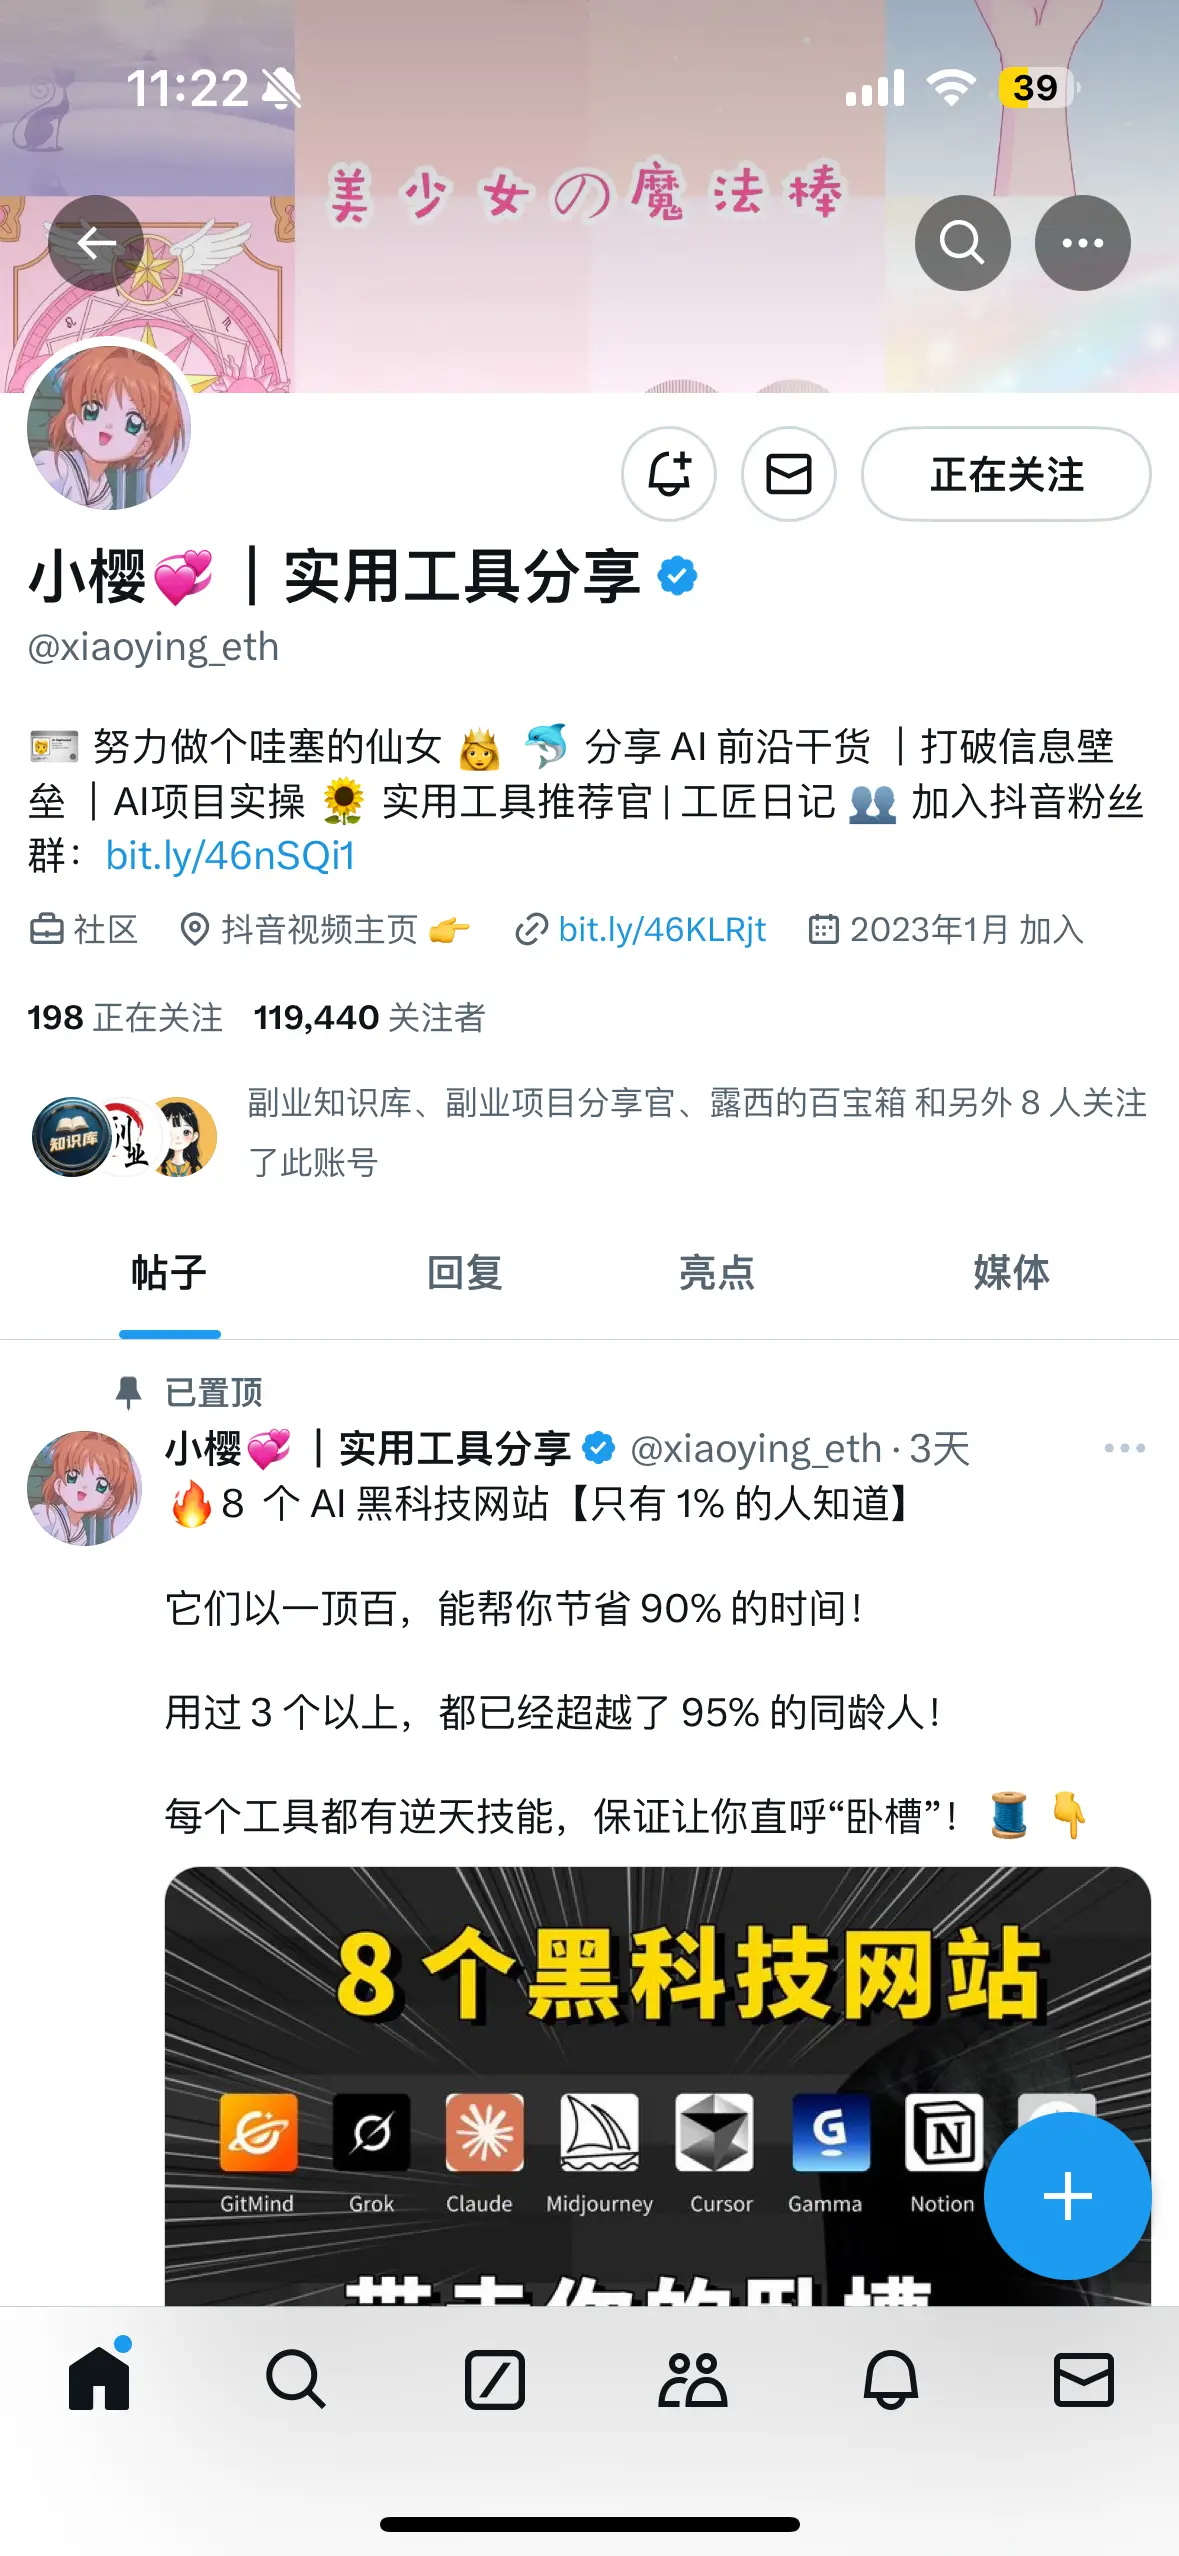 11:22
39
美少女の魔法棒
正在关注
小樱💞｜实用工具分享
@xiaoying_eth
🪪 努力做个哇塞的仙女 👸 🐬 分享 AI 前沿干货 ｜打破信息壁
垒 ｜AI项目实操 🌻 实用工具推荐官 | 工匠日记 👥 加入抖音粉丝
群：bit.ly/46nSQi1
社区 抖音视频主页 👉 bit.ly/46KLRjt 2023年1月 加入
198 正在关注 119,440 关注者
副业知识库、副业项目分享官、露西的百宝箱 和另外 8 人关注
了此账号
知识库
副业
帖子 回复 亮点 媒体
已置顶
小樱💞｜实用工具分享 @xiaoying_eth · 3天
🔥 8 个 AI 黑科技网站【只有 1% 的人知道】
它们以一顶百，能帮你节省 90% 的时间！
用过 3 个以上，都已经超越了 95% 的同龄人！
每个工具都有逆天技能，保证让你直呼“卧槽”！ 🧵 👇
8个黑科技网站
GitMind Grok Claude Midjourney Cursor Gamma Notion